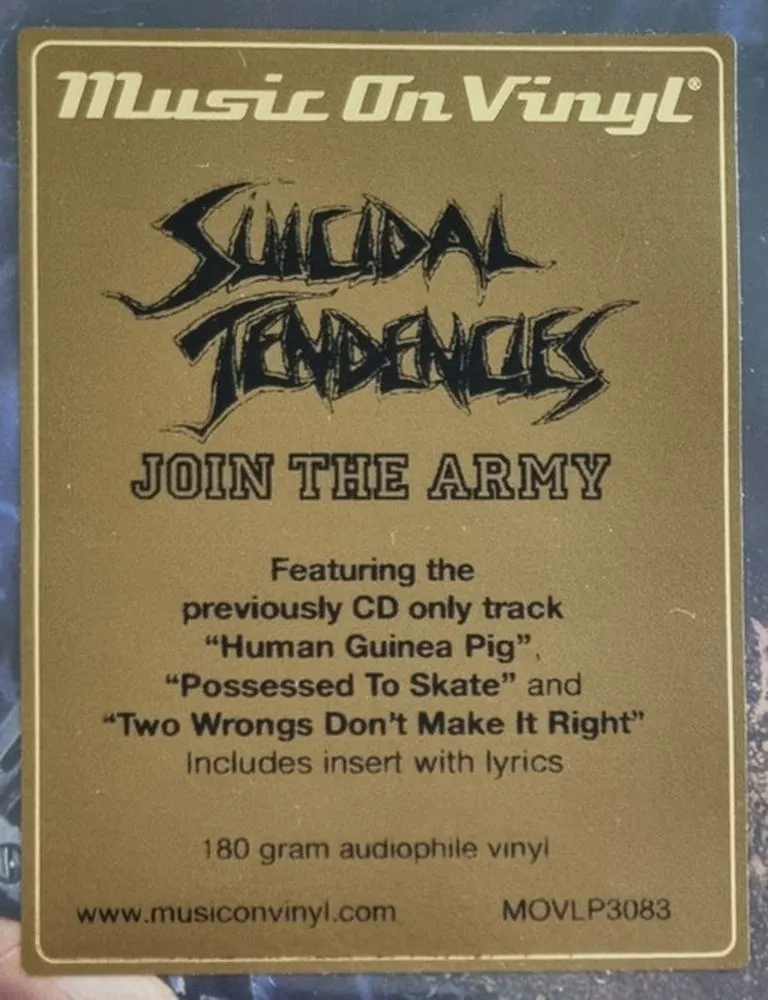 Music On Vinyl®
SUICIDAL
TENDENCIES
JOIN THE ARMY
Featuring the
previously CD only track
“Human Guinea Pig”,
“Possessed To Skate” and
“Two Wrongs Don't Make It Right”
Includes insert with lyrics
180 gram audiophile vinyl
www.musiconvinyl.com MOVLP3083